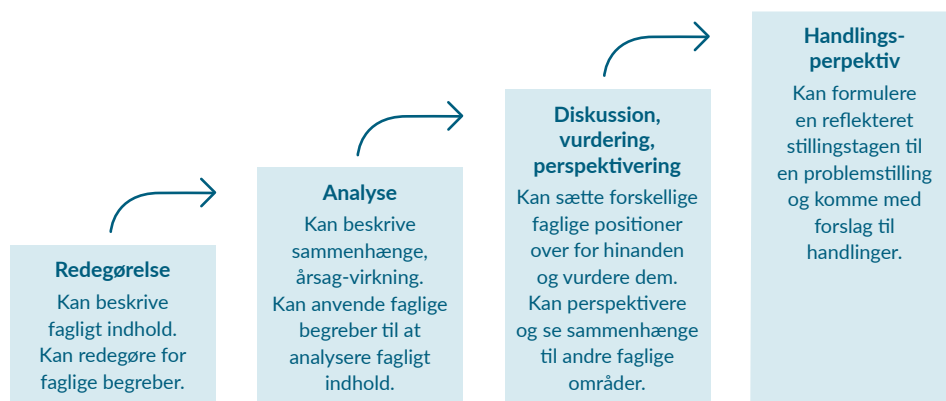 Redegørelse
Kan beskrive
fagligt indhold.
Kan redegøre for
faglige begreber.
Analyse
Kan beskrive
sammenhænge,
årsag-virkning.
Kan anvende faglige
begreber til at
analysere fagligt
indhold.
Diskussion,
vurdering,
perspektivering
Kan sætte forskellige
faglige positioner
over for hinanden
og vurdere dem.
Kan perspektivere
og se sammenhænge
til andre faglige
områder.
Handlings-
perpektiv
Kan formulere
en reflekteret
stillingstagen til
en problemstilling
og komme med
forslag til
handlinger.